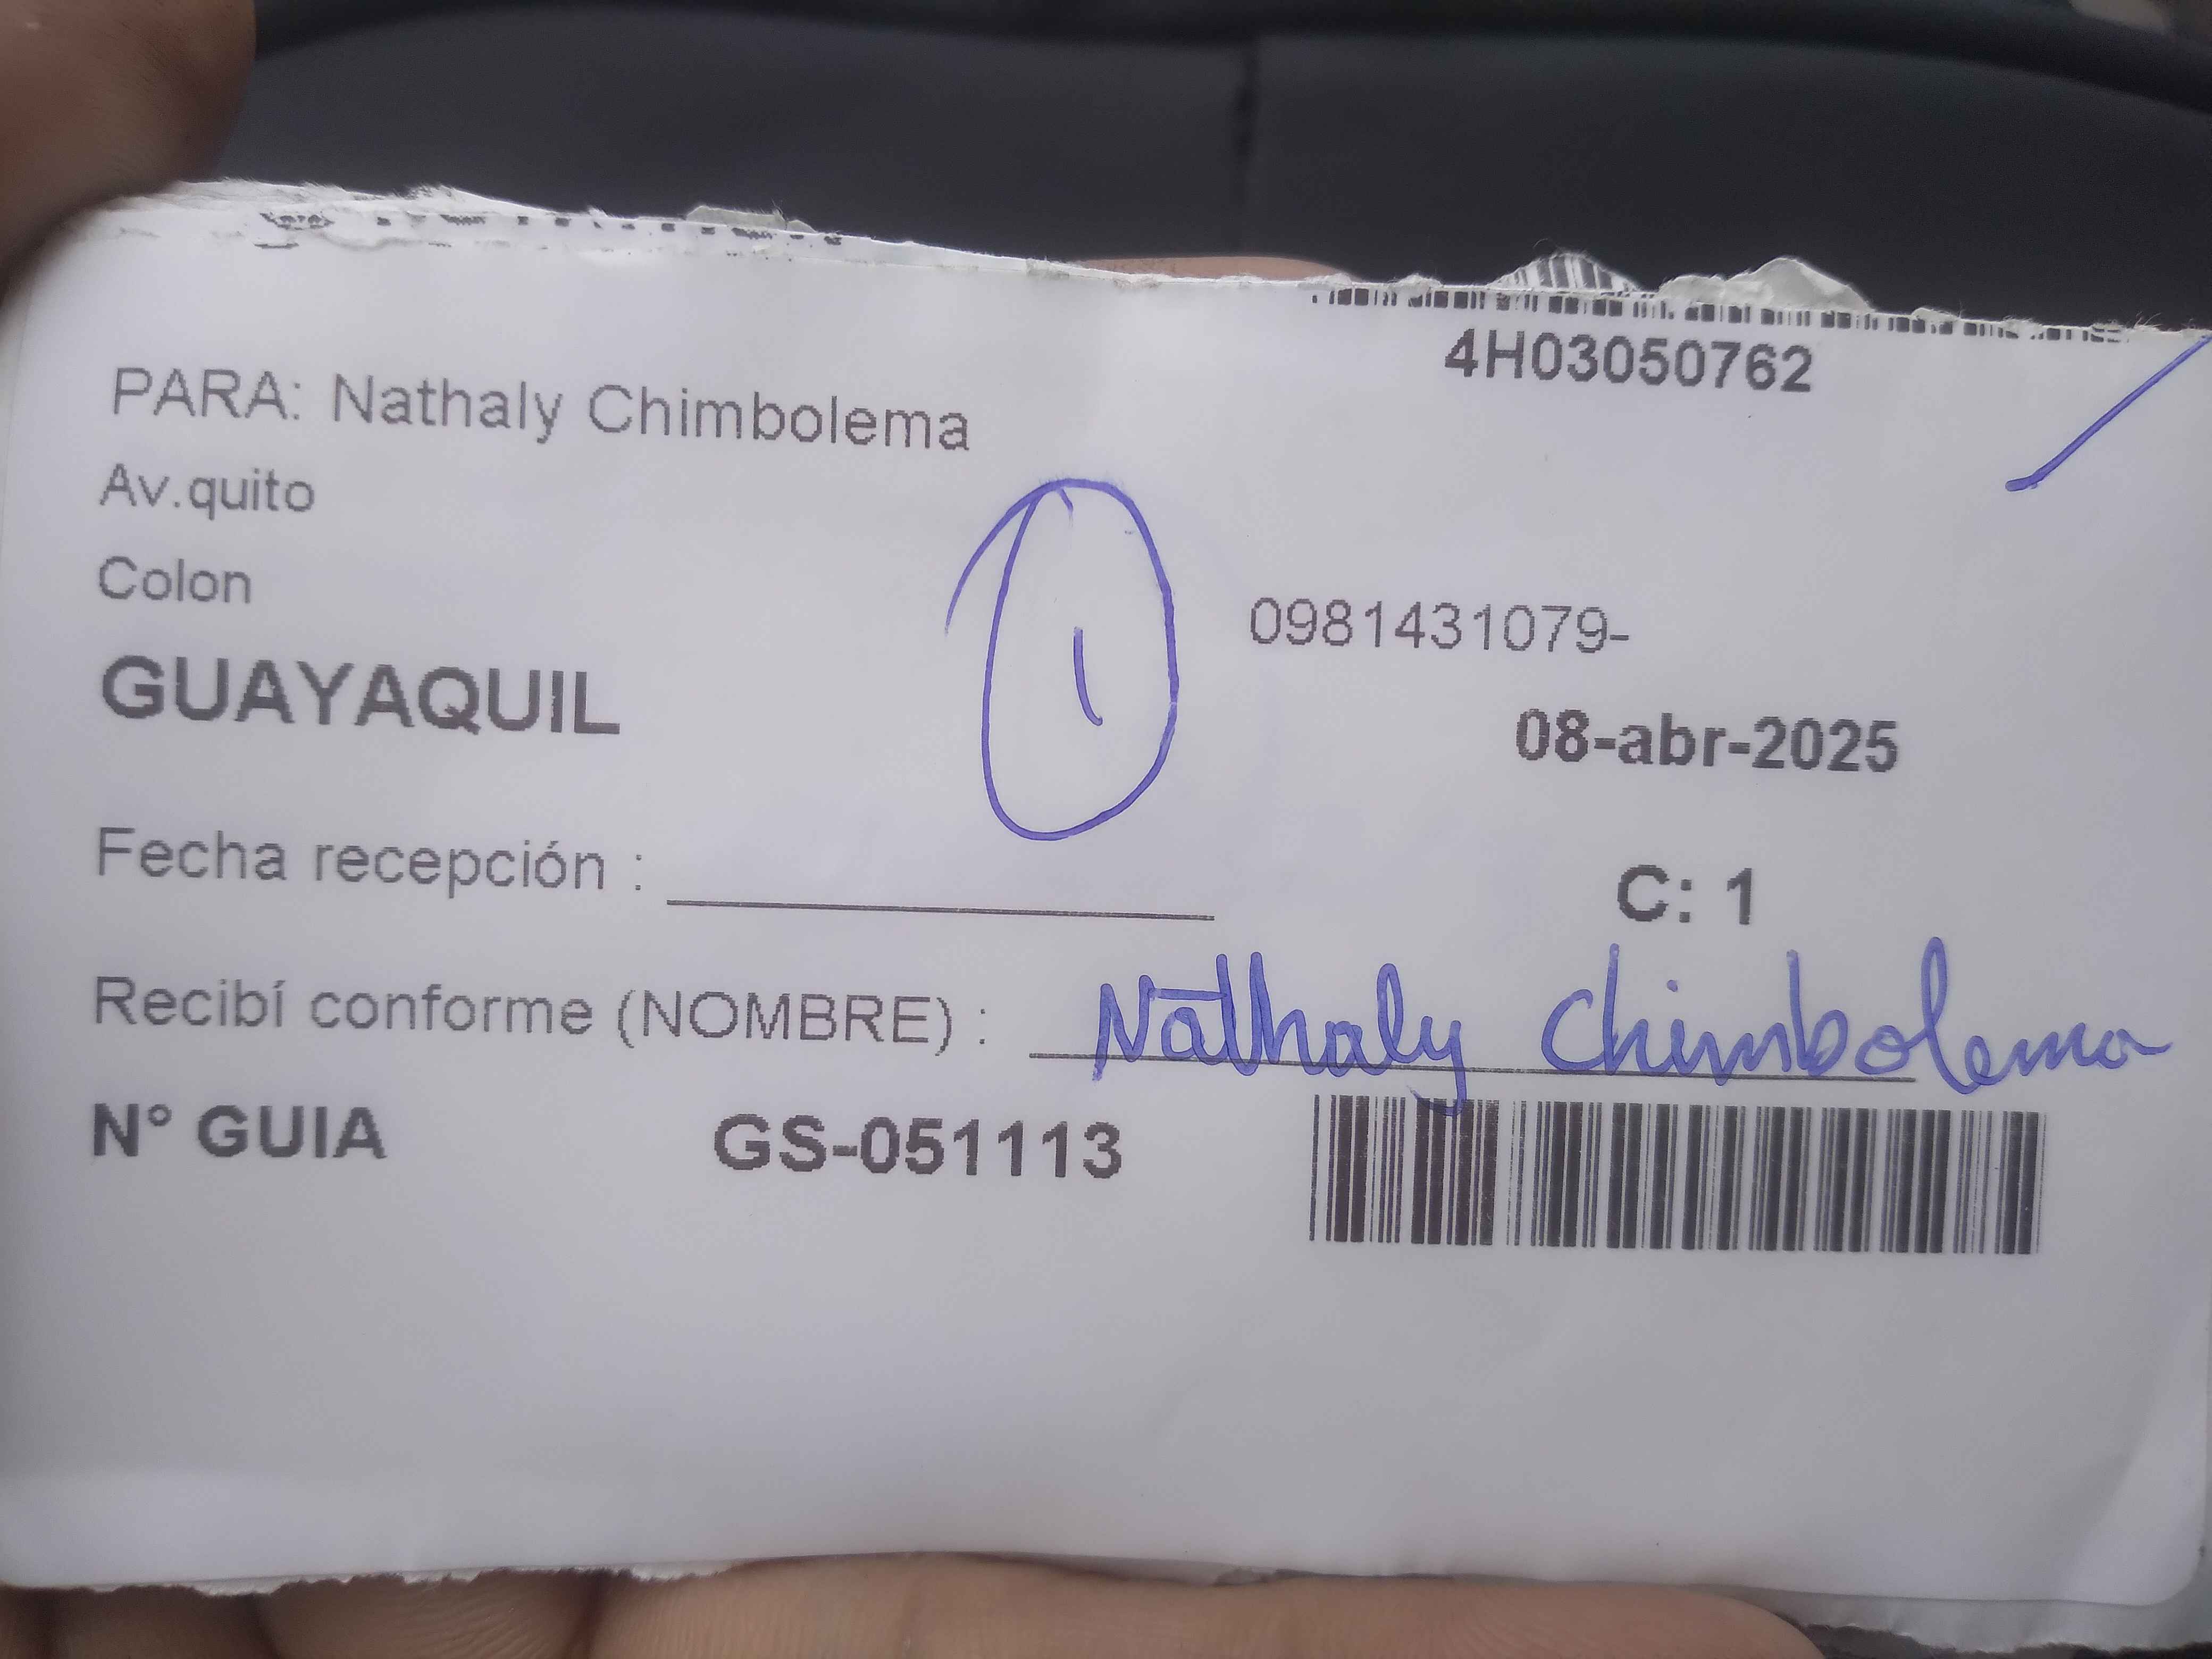 4H03050762
PARA: Nathaly Chimbolema
Av.quito
Colon
0981431079-
GUAYAQUIL
08-abr-2025
1
Fecha recepción :
C: 1
Recibí conforme (NOMBRE) : Nathaly Chimbolema
N° GUIA GS-051113